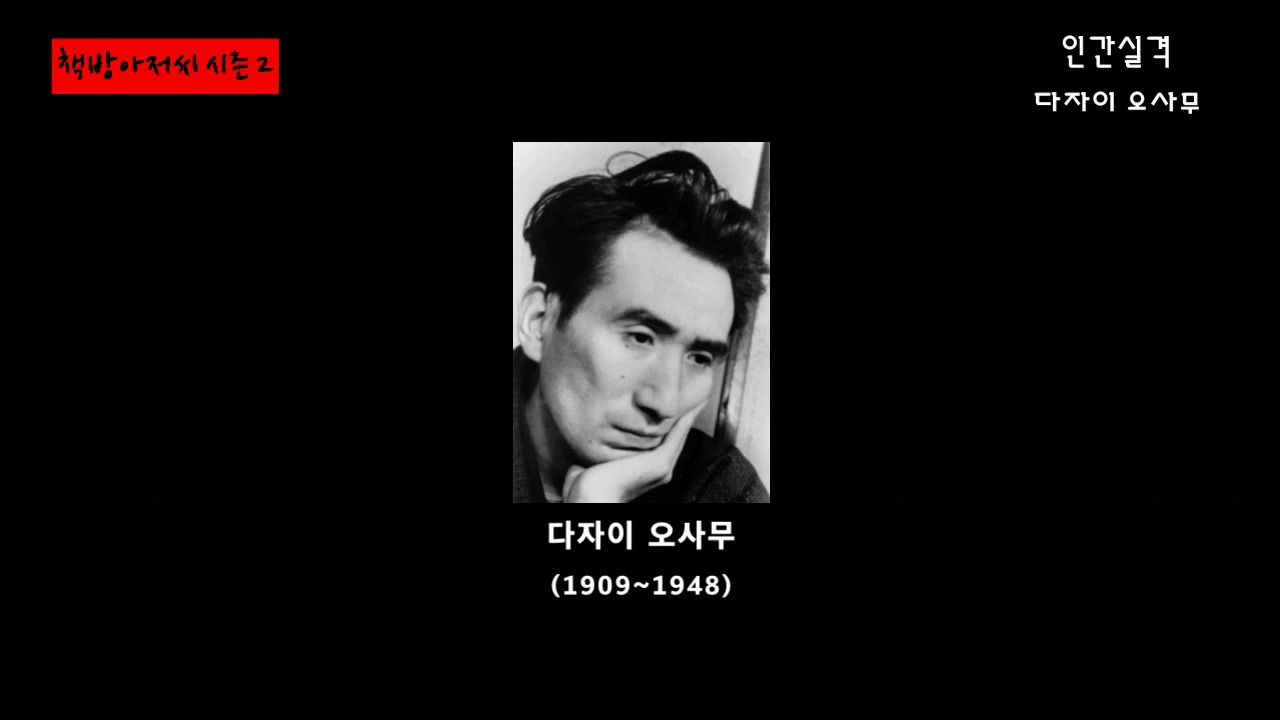 책방아저씨 시즌 2
인간실격
다자이 오사무
다자이 오사무
(1909~1948)